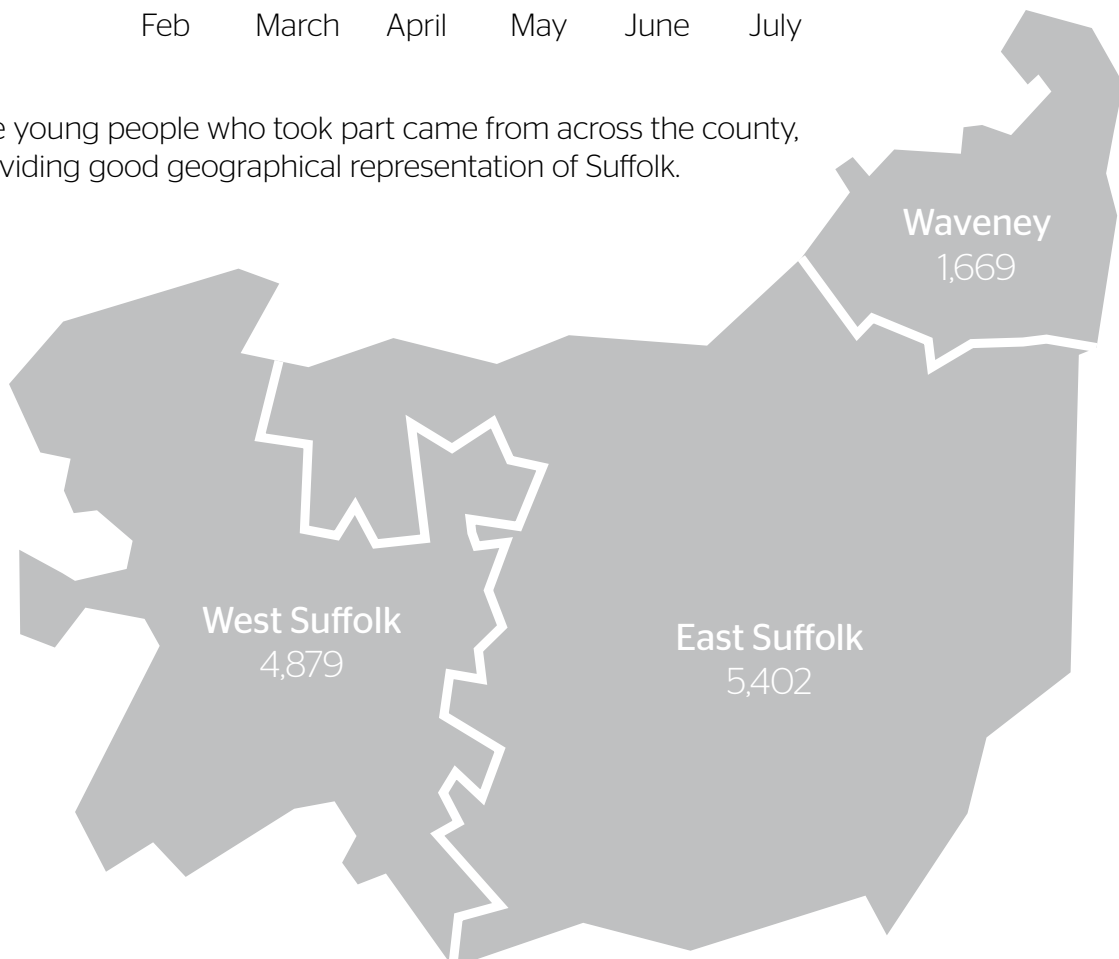 Feb March April May June July
e young people who took part came from across the county,
viding good geographical representation of Suffolk.
Waveney
1,669
West Suffolk
4,879
East Suffolk
5,402